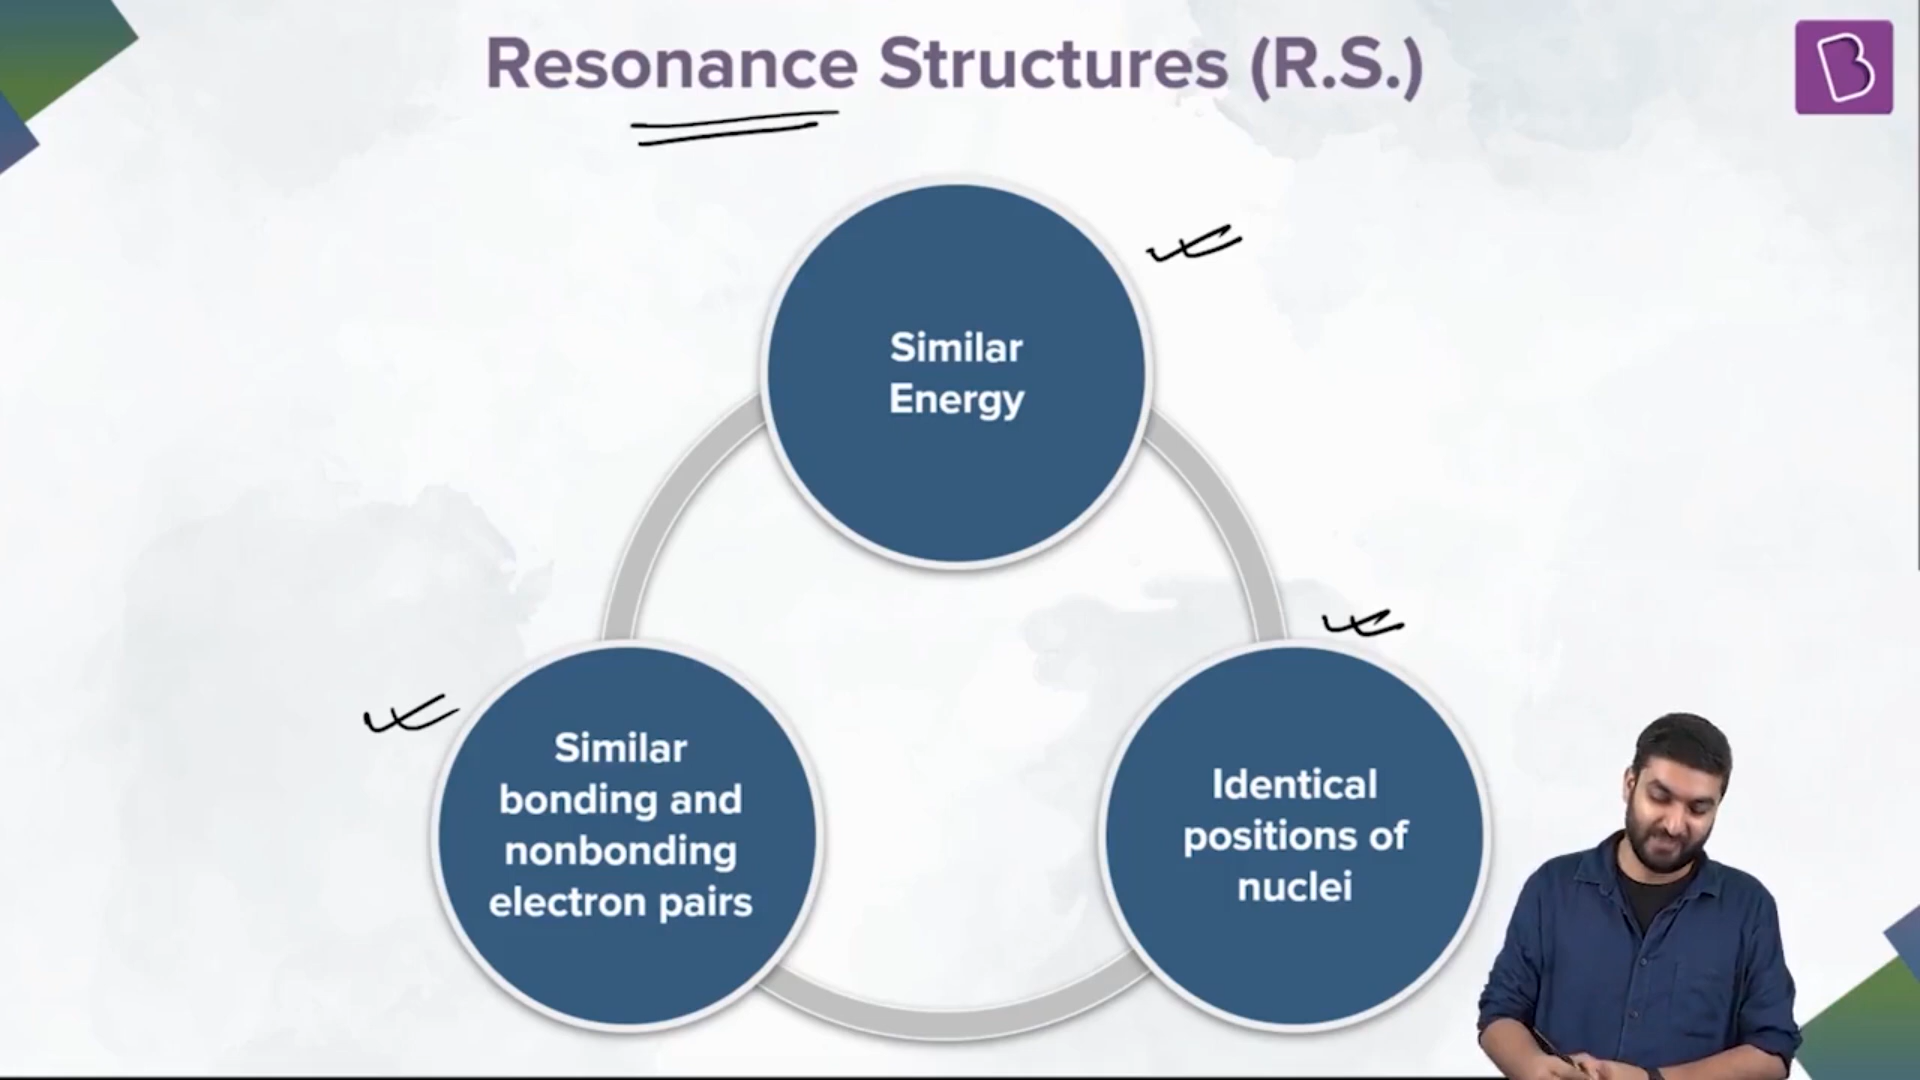 Resonance Structures (R.S.)
Similar
Energy
Similar
bonding and
nonbonding
electron pairs
Identical
positions of
nuclei